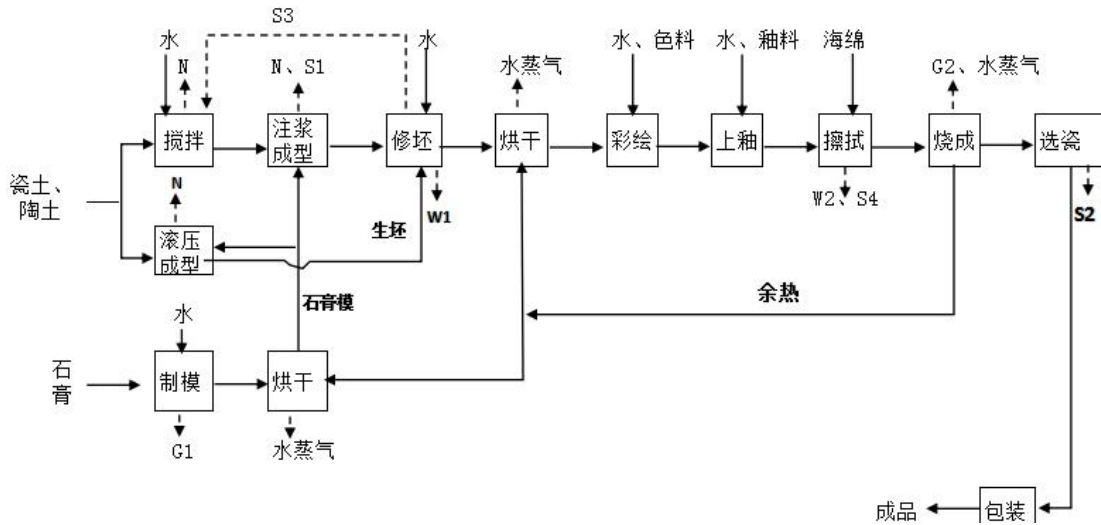 S3
水
水
水、色料
水、釉料
海绵
N
N、S1
水蒸气
G2、水蒸气
搅拌
注浆
成型
修坯
烘干
彩绘
上釉
擦拭
烧成
选瓷
瓷土、
陶土
N
W1
W2、S4
S2
滚压
成型
生坯
石膏模
余热
水
石
膏
制模
烘干
G1
水蒸气
成品
包装